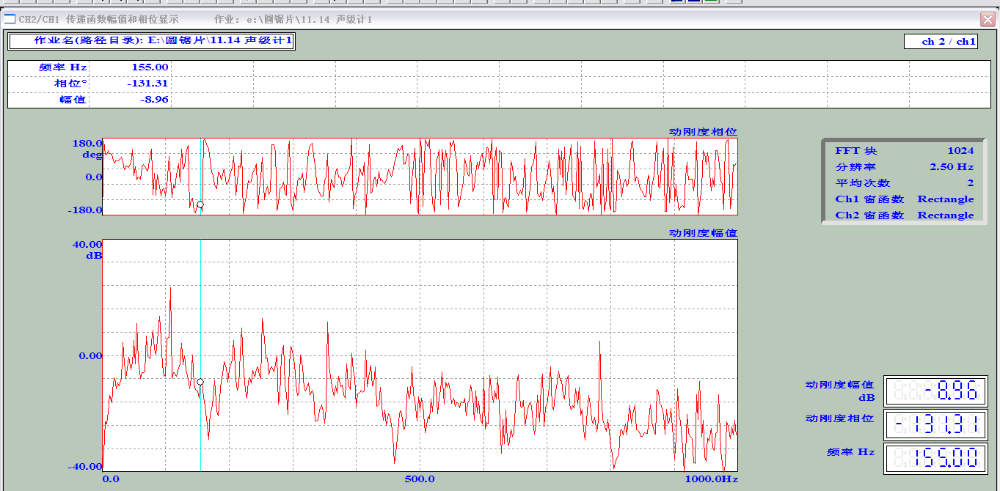 CH2/CH1 传递函数幅值和相位显示 作业: e:\圆锯片\11.14 声级计1
作业名(路径目录): E:\圆锯片\11.14 声级计1
ch 2 / ch1
频率 Hz 155.00
相位° -131.31
幅值 -8.96
动刚度相位
180.0
deg
0.0
-180.0
FFT 块 1024
分辨率 2.50 Hz
平均次数 2
Ch1 窗函数 Rectangle
Ch2 窗函数 Rectangle
动刚度幅值
40.00
dB
0.00
-40.00
0.0 500.0 1000.0Hz
动刚度幅值 -8.96
dB
动刚度相位 -131.31
频率 Hz 155.00